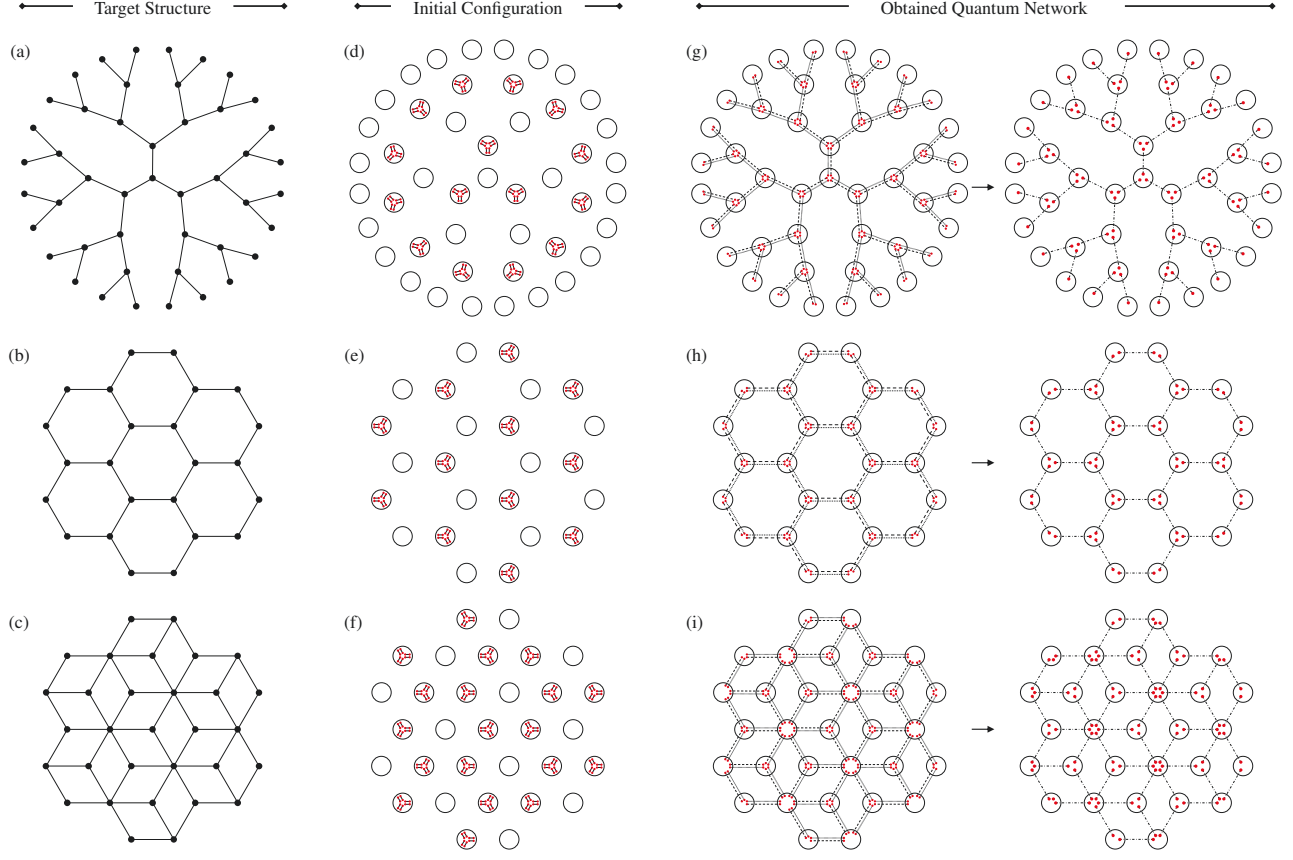 Target Structure
Initial Configuration
Obtained Quantum Network
(a)
(d)
(g)
(b)
(e)
(h)
(c)
(f)
(i)